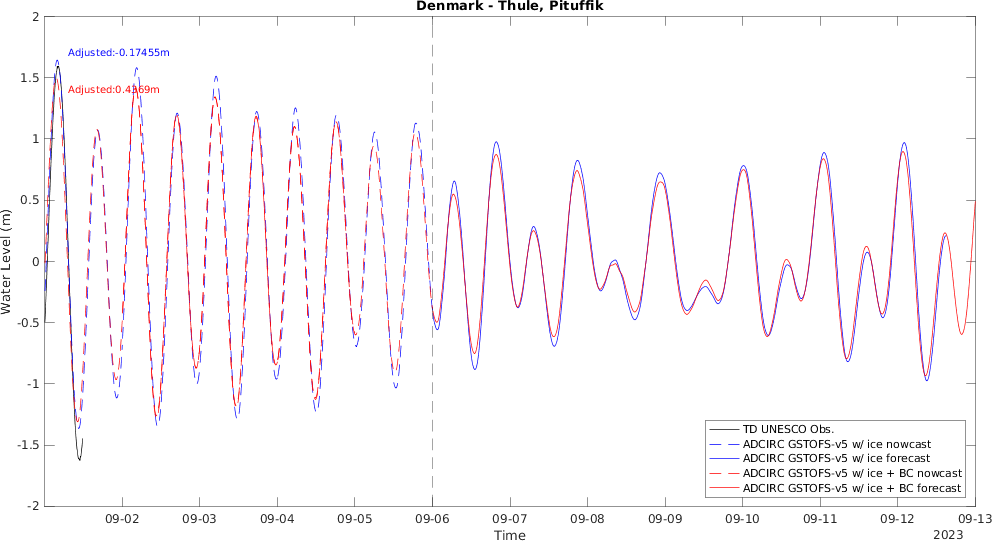 Denmark - Thule, Pituffik
Adjusted:-0.17455m
Adjusted:0.4369m
Water Level (m)
2
1.5
1
0.5
0
-0.5
-1
-1.5
-2
TD UNESCO Obs.
ADCIRC GSTOFS-v5 w/ ice nowcast
ADCIRC GSTOFS-v5 w/ ice forecast
ADCIRC GSTOFS-v5 w/ ice + BC nowcast
ADCIRC GSTOFS-v5 w/ ice + BC forecast
09-02 09-03 09-04 09-05 09-06 09-07 09-08 09-09 09-10 09-11 09-12 09-13
Time
2023